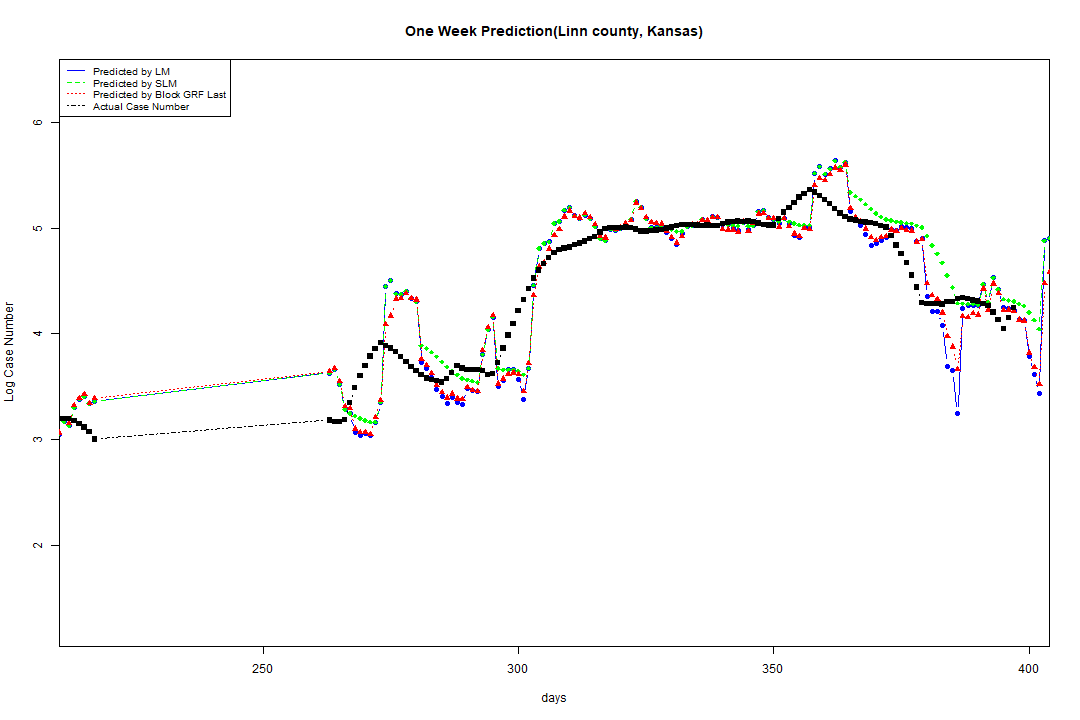 One Week Prediction(Linn county, Kansas)
Predicted by LM
Predicted by SLM
Predicted by Block GRF Last
Actual Case Number
6
5
4
3
2
Log Case Number
250 300 350 400
days